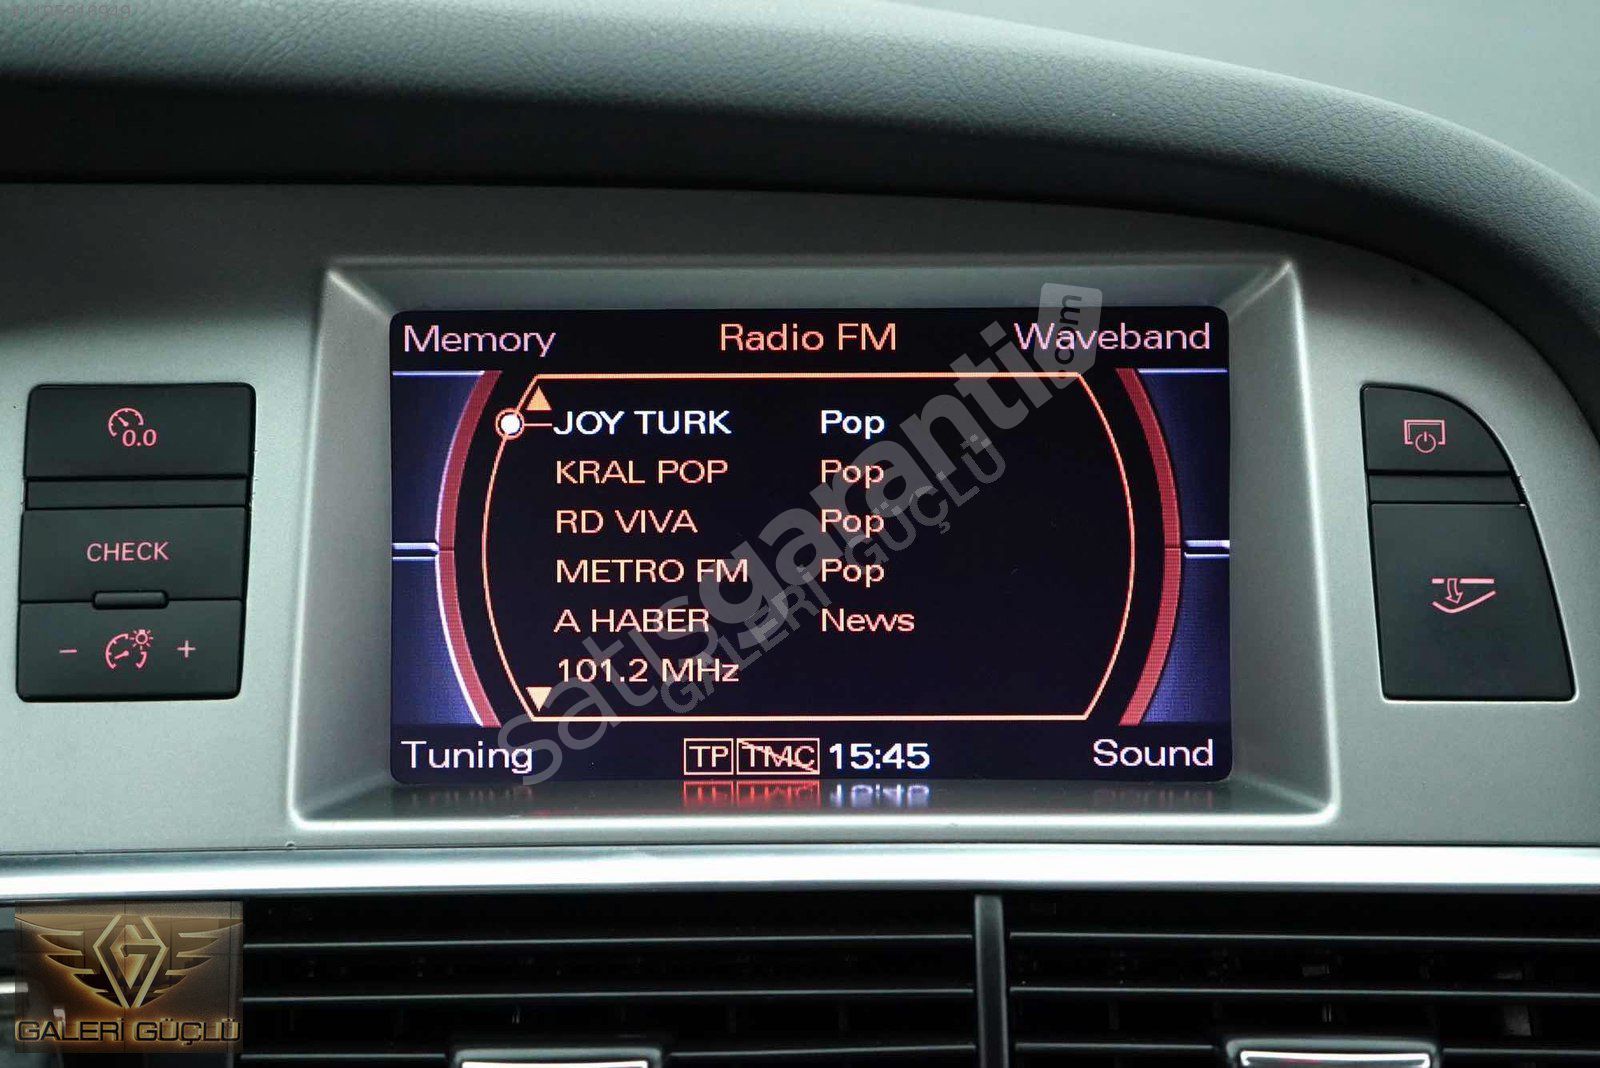 Memory Radio FM Waveband
JOY TURK Pop
KRAL POP Pop
RD VIVA Pop
METRO FM Pop
A HABER News
101.2 MHz
Tuning TP TMC 15:45 Sound
0.0
CHECK
- +
satisgaranti.com
GALERİ GÜÇLÜ
G
GALERİ GÜÇLÜ